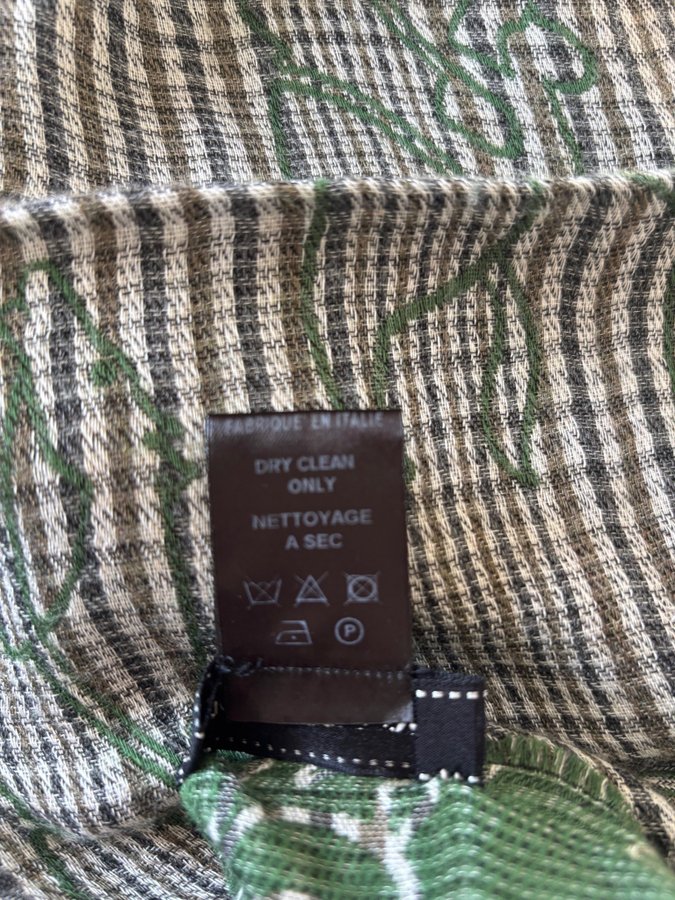 FABRIQUE EN ITALIE
DRY CLEAN
ONLY
NETTOYAGE
A SEC
P